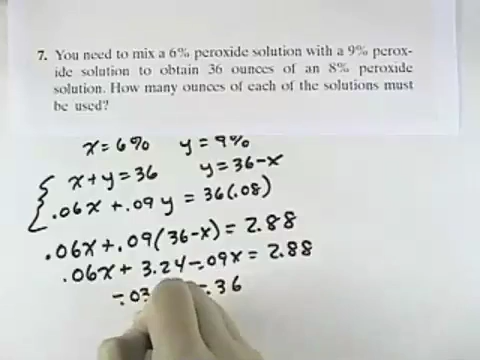 7. You need to mix a 6% peroxide solution with a 9% perox-
ide solution to obtain 36 ounces of an 8% peroxide
solution. How many ounces of each of the solutions must
be used?
x = 6% y = 9%
x + y = 36 y = 36 - x
.06x + .09y = 36(.08)
.06x + .09(36 - x) = 2.88
.06x + 3.24 - .09x = 2.88
-.03 -.36